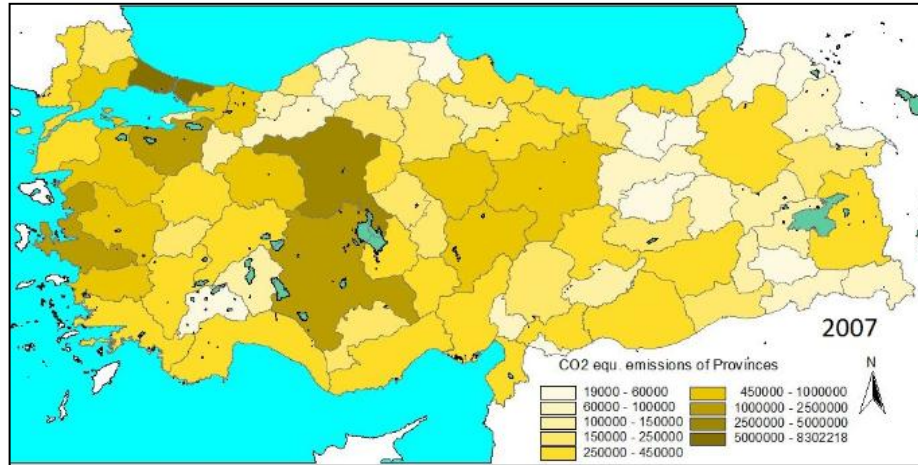 2007
CO2 equ. emissions of Provinces
N
19000 - 60000
60000 - 100000
100000 - 150000
150000 - 250000
250000 - 450000
450000 - 1000000
1000000 - 2500000
2500000 - 5000000
5000000 - 8302218